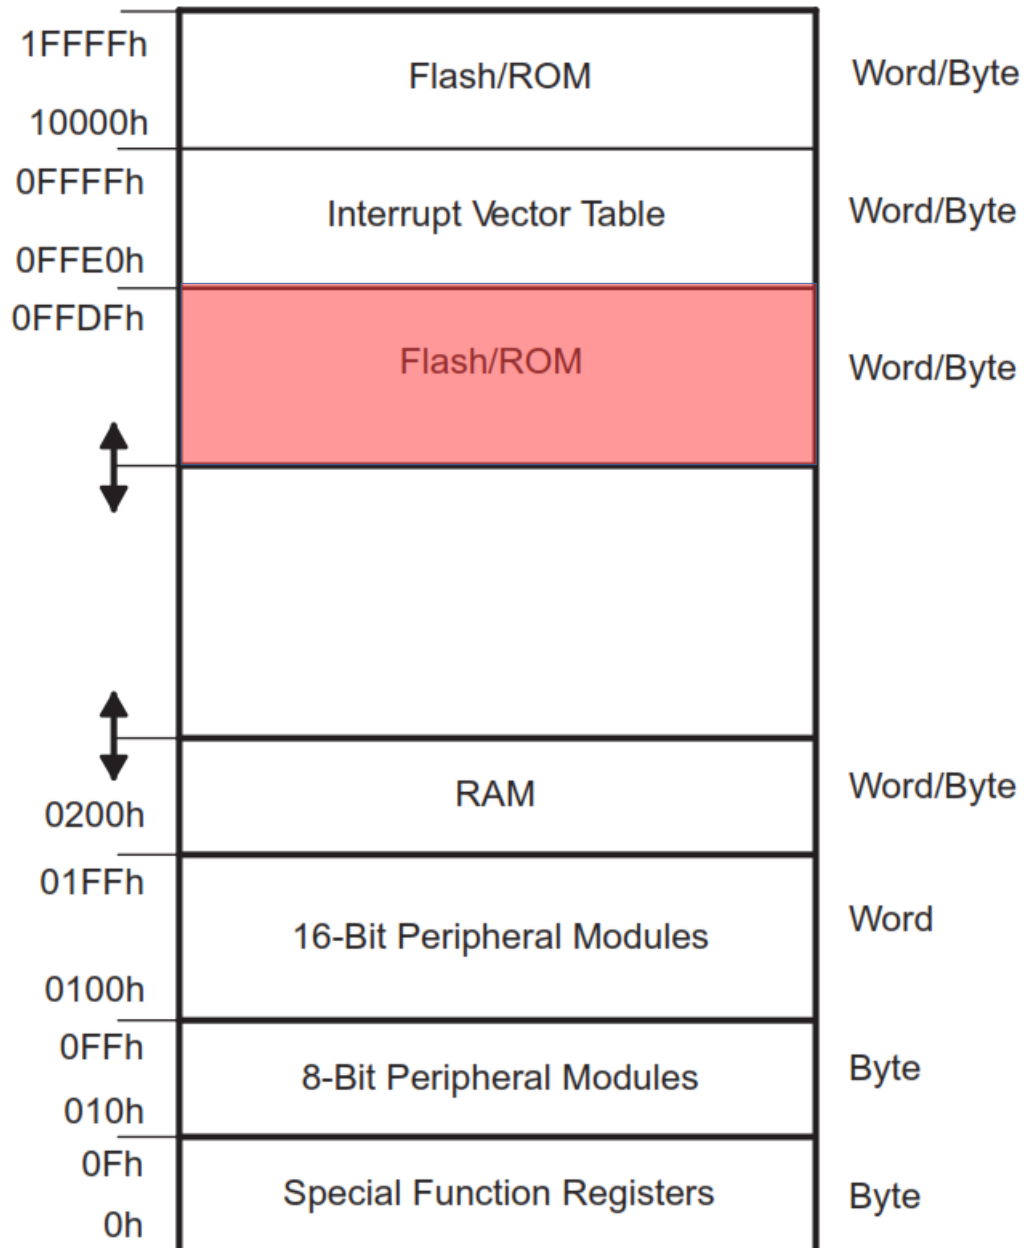 1FFFFh
Flash/ROM
Word/Byte
10000h
0FFFFh
Interrupt Vector Table
Word/Byte
0FFE0h
0FFDFh
Flash/ROM
Word/Byte
RAM
Word/Byte
0200h
01FFh
16-Bit Peripheral Modules
Word
0100h
0FFh
8-Bit Peripheral Modules
Byte
010h
0Fh
Special Function Registers
Byte
0h